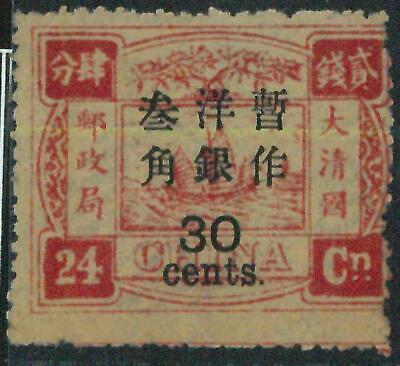 貳錢
肆分
大清國
郵政局
暫作
洋銀
叁角
30
cents.
CHINA
24
Cn